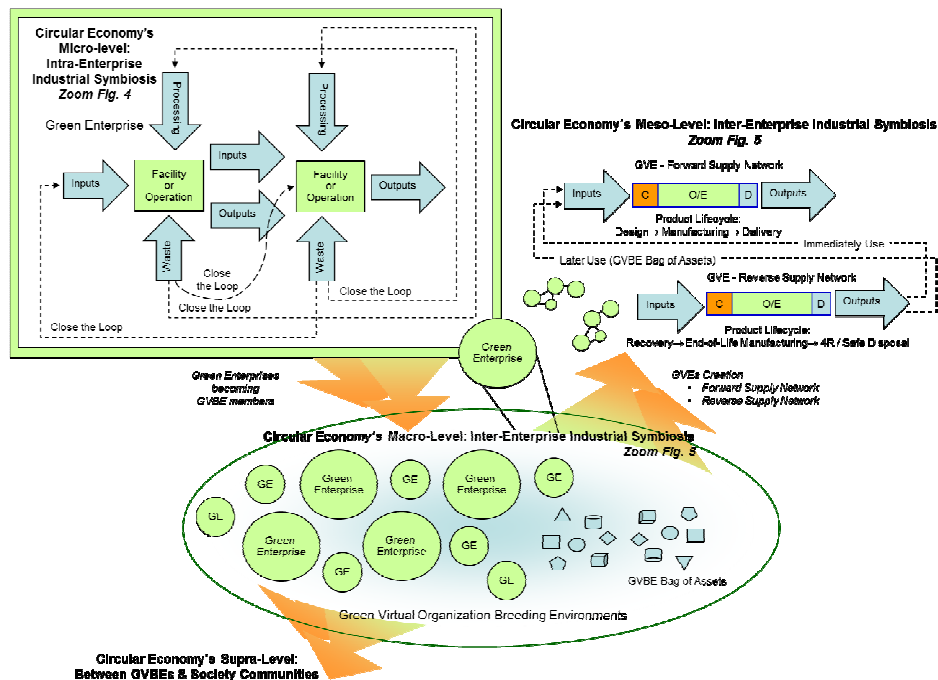 Circular Economy's
Micro-level:
Intra-Enterprise
Industrial Symbiosis
Zoom Fig. 4
Green Enterprise
Processing
Processing
Inputs
Facility
or
Operation
Inputs
Outputs
Facility
or
Operation
Outputs
Waste
Waste
Close
the Loop
Close the Loop
Close the Loop
Close the Loop
Circular Economy's Meso-Level: Inter-Enterprise Industrial Symbiosis
Zoom Fig. 5
GVE - Forward Supply Network
Inputs
C
O/E
D
Outputs
Product Lifecycle:
Design → Manufacturing → Delivery
Immediately Use
Later Use (GVBE Bag of Assets)
GVE - Reverse Supply Network
Inputs
C
O/E
D
Outputs
Product Lifecycle:
Recovery → End-of-Life Manufacturing → 4R / Safe Disposal
Green
Enterprise
Green Enterprises
becoming
GVBE members
GVEs Creation
• Forward Supply Network
• Reverse Supply Network
Circular Economy's Macro-Level: Inter-Enterprise Industrial Symbiosis
Zoom Fig. 5
GE
GE
Green
Enterprise
GE
Green
Enterprise
GE
Green
Enterprise
GE
Green
Enterprise
GE
GE
GVBE Bag of Assets
Green Virtual Organization Breeding Environments
Circular Economy's Supra-Level:
Between GVBEs & Society Communities